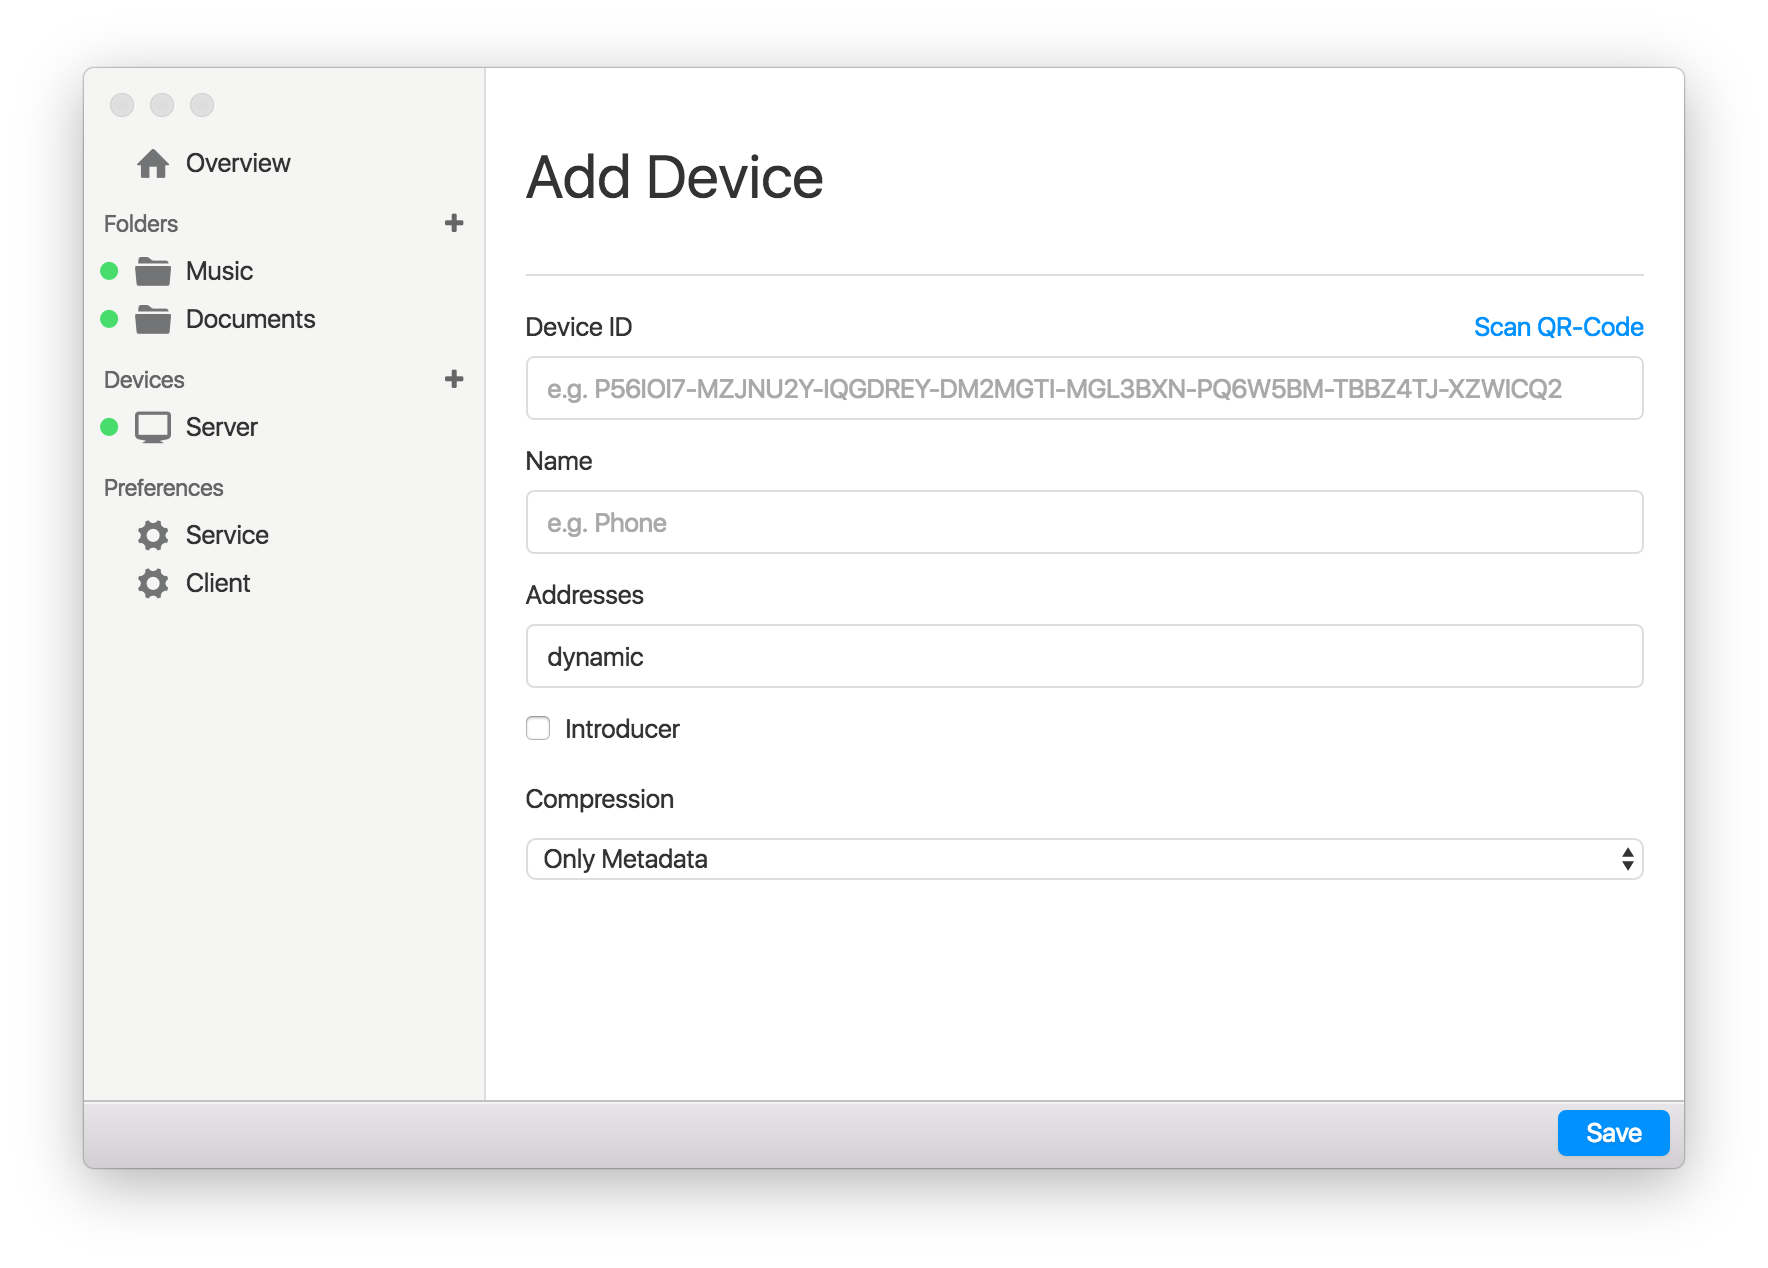 Overview
Folders
Music
Documents
Devices
Server
Preferences
Service
Client
Add Device
Device ID
Scan QR-Code
e.g. P56IOI7-MZJNU2Y-IQGDREY-DM2MGTI-MGL3BXN-PQ6W5BM-TBBZ4TJ-XZWICQ2
Name
e.g. Phone
Addresses
dynamic
Introducer
Compression
Only Metadata
Save